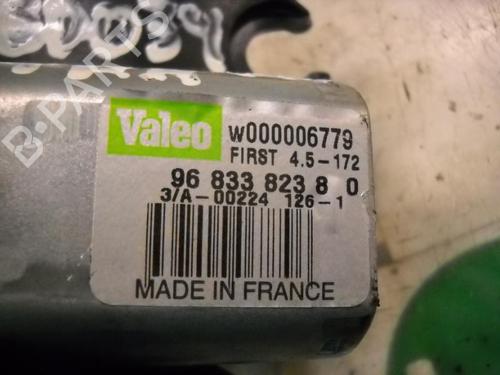 Valeo
W000006779
FIRST 4.5-172
96 833 823 8 0
3/A-00224 126-1
MADE IN FRANCE
B-PARTS